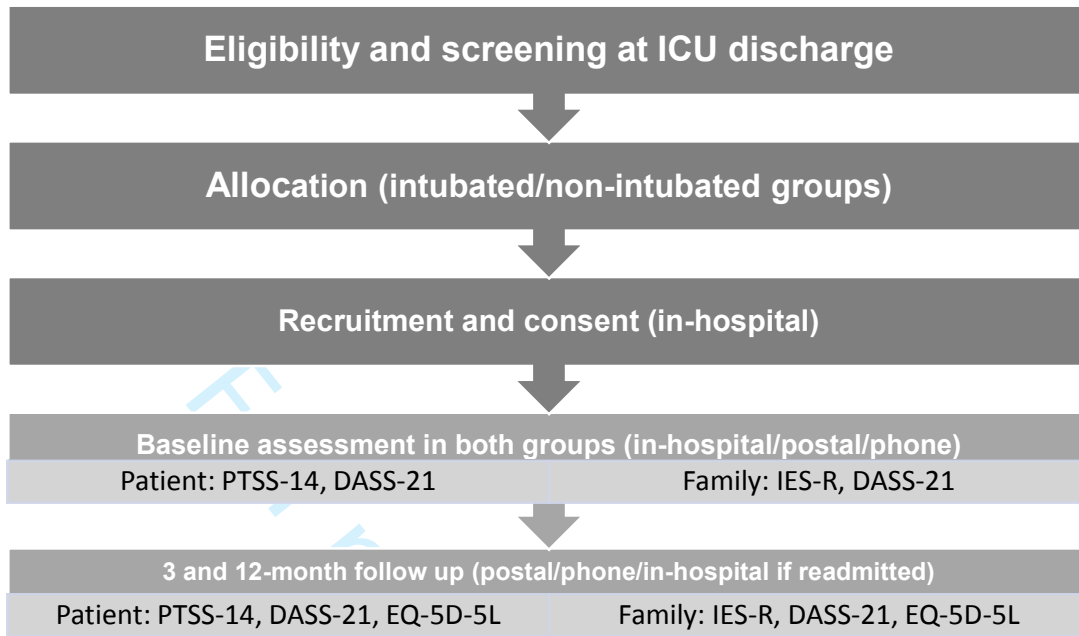 Eligibility and screening at ICU discharge
Allocation (intubated/non-intubated groups)
Recruitment and consent (in-hospital)
Baseline assessment in both groups (in-hospital/postal/phone)
Patient: PTSS-14, DASS-21
Family: IES-R, DASS-21
3 and 12-month follow up (postal/phone/in-hospital if readmitted)
Patient: PTSS-14, DASS-21, EQ-5D-5L
Family: IES-R, DASS-21, EQ-5D-5L